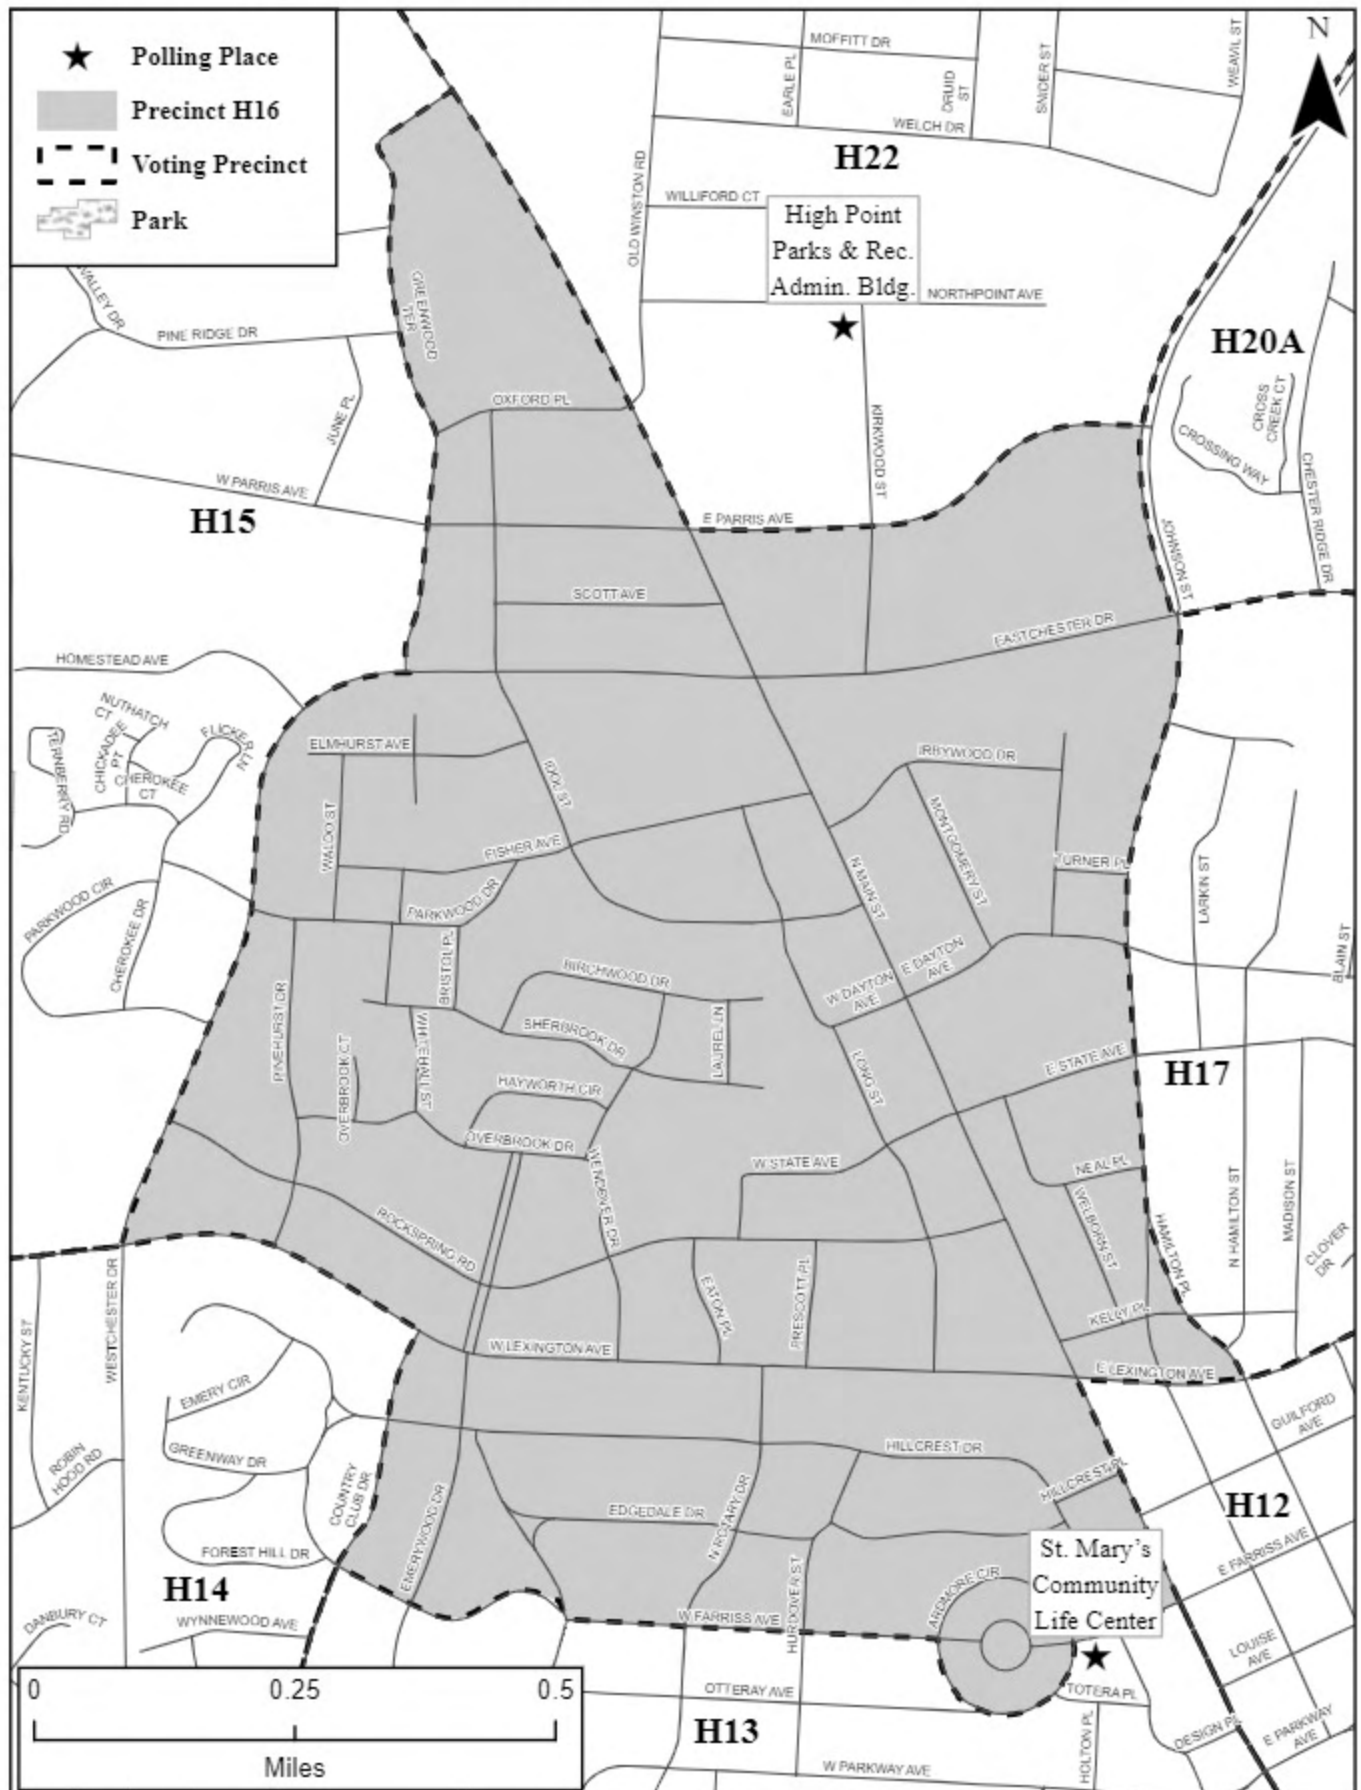 Polling Place
Precinct H16
Voting Precinct
Park
N
MOFFITT DR
EARLE PL
DRUID
ST
SNIDER ST
WEAVIL ST
WELCH DR
H22
OLD WINSTON RD
WILLIFORD CT
High Point
Parks & Rec.
Admin. Bldg.
NORTHPOINT AVE
VALLEY DR
PINE RIDGE DR
GREENWOOD
TER
H20A
CROSS
CREEK CT
CROSSING WAY
CHESTER RIDGE DR
JUNE PL
OXFORD PL
KIRKWOOD ST
W PARRIS AVE
H15
E PARRIS AVE
JOHNSON ST
SCOTT AVE
EASTCHESTER DR
HOMESTEAD AVE
NUTHATCH
CT
CHICKADEE
PT
FLICKER
LN
CHEROKEE
CT
TERNBERRY RD
ELMHURST AVE
IDOL ST
IRBYWOOD DR
WALDO ST
FISHER AVE
MONTGOMERY ST
N MAIN ST
TURNER PL
LARKIN ST
PARKWOOD CIR
CHEROKEE DR
PARKWOOD DR
BRISTOL PL
BLAIN ST
BIRCHWOOD DR
W DAYTON
AVE
E DAYTON
AVE
PINEHURST DR
WHITEHALL ST
SHERBROOK DR
LAURELLN
OVERBROOK CT
LONG ST
E STATE AVE
H17
HAYWORTH CIR
OVERBROOK DR
WENDOVER DR
W STATE AVE
NEAL PL
WELBORN ST
HAMILTON PL
N HAMILTON ST
MADISON ST
CLOVER
DR
ROCKSPRING RD
EATON PL
PRESCOTT PL
KELLY PL
KENTUCKY ST
WESTCHESTER DR
W LEXINGTON AVE
E LEXINGTON AVE
EMERY CIR
GUILFORD
AVE
ROBIN
HOOD RD
GREENWAY DR
COUNTRY
CLUB DR
HILLCREST DR
HILLCREST PL
EMERYWOOD DR
EDGEDALE DR
N ROTARY DR
H12
FOREST HILL DR
H14
St. Mary's
Community
Life Center
E FARRISS AVE
HURDOVER ST
ARDMORE CIR
DANBURY CT
WYNNEWOOD AVE
W FARRISS AVE
LOUISE
AVE
0
0.25
0.5
Miles
OTTERAY AVE
H13
TOTERA PL
HOLTON PL
DESIGN PL
E PARKWAY
AVE
W PARKWAY AVE